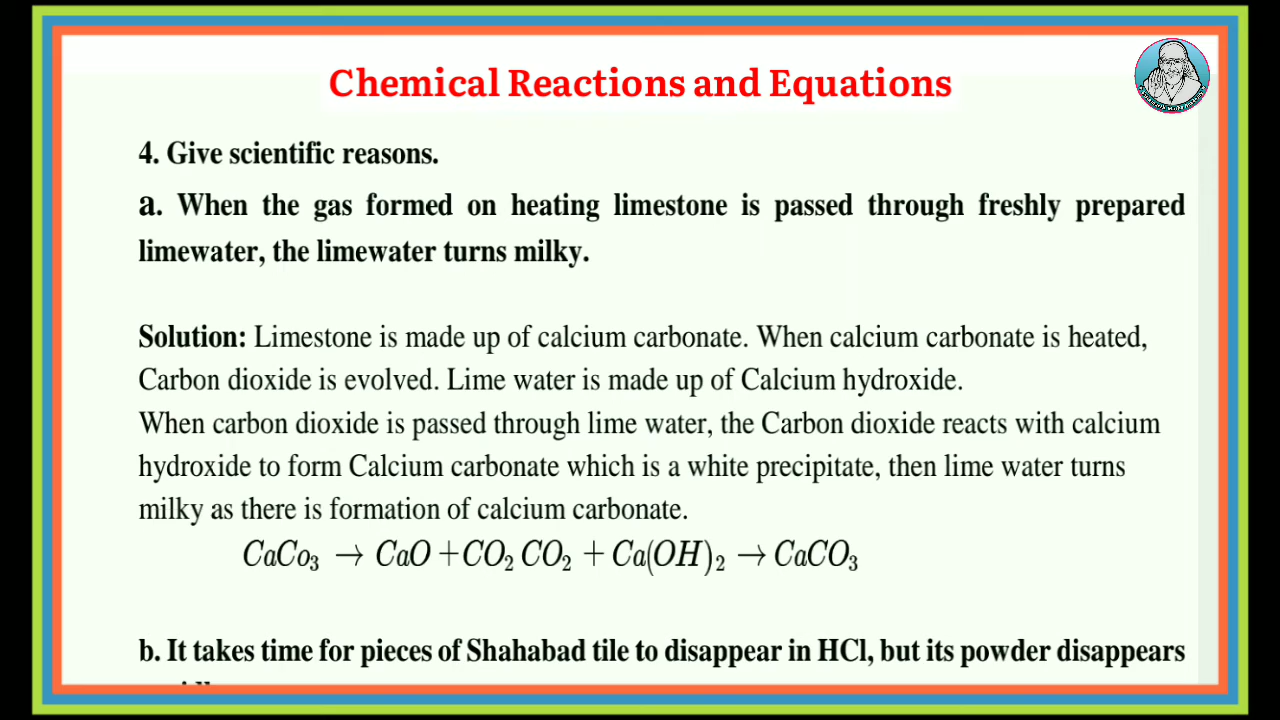 Chemical Reactions and Equations
4. Give scientific reasons.
a. When the gas formed on heating limestone is passed through freshly prepared
limewater, the limewater turns milky.
Solution: Limestone is made up of calcium carbonate. When calcium carbonate is heated,
Carbon dioxide is evolved. Lime water is made up of Calcium hydroxide.
When carbon dioxide is passed through lime water, the Carbon dioxide reacts with calcium
hydroxide to form Calcium carbonate which is a white precipitate, then lime water turns
milky as there is formation of calcium carbonate.
CaCo₃ → CaO +CO₂ CO₂ + Ca(OH)₂ → CaCO₃
b. It takes time for pieces of Shahabad tile to disappear in HCl, but its powder disappears